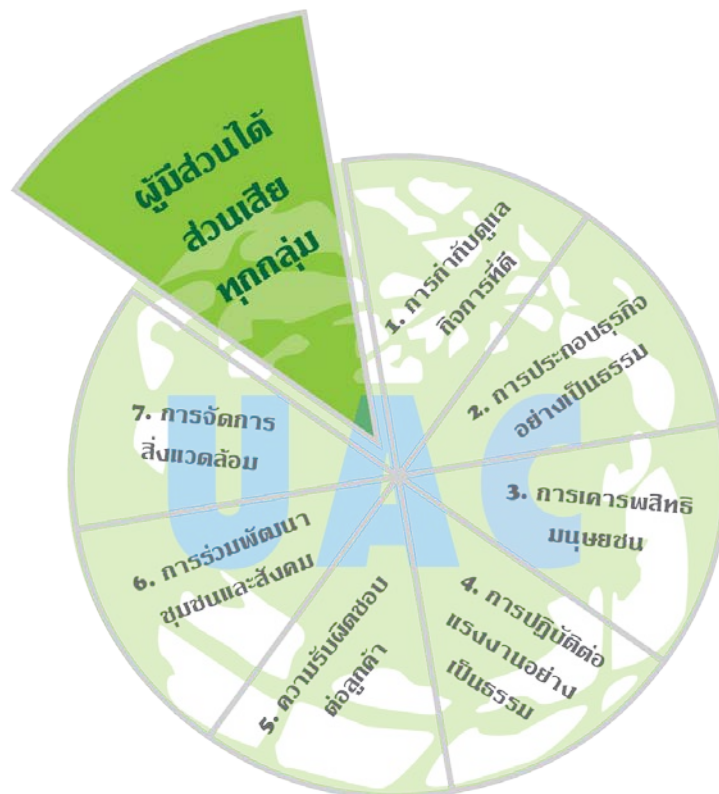 ผู้มีส่วนได้
ส่วนเสีย
ทุกกลุ่ม
1. การกำกับดูแล
กิจการที่ดี
2. การประกอบธุรกิจ
อย่างเป็นธรรม
3. การเคารพสิทธิ
มนุษยชน
4. การปฏิบัติต่อ
แรงงานอย่าง
เป็นธรรม
5. ความรับผิดชอบ
ต่อลูกค้า
6. การร่วมพัฒนา
ชุมชนและสังคม
7. การจัดการ
สิ่งแวดล้อม
UAC